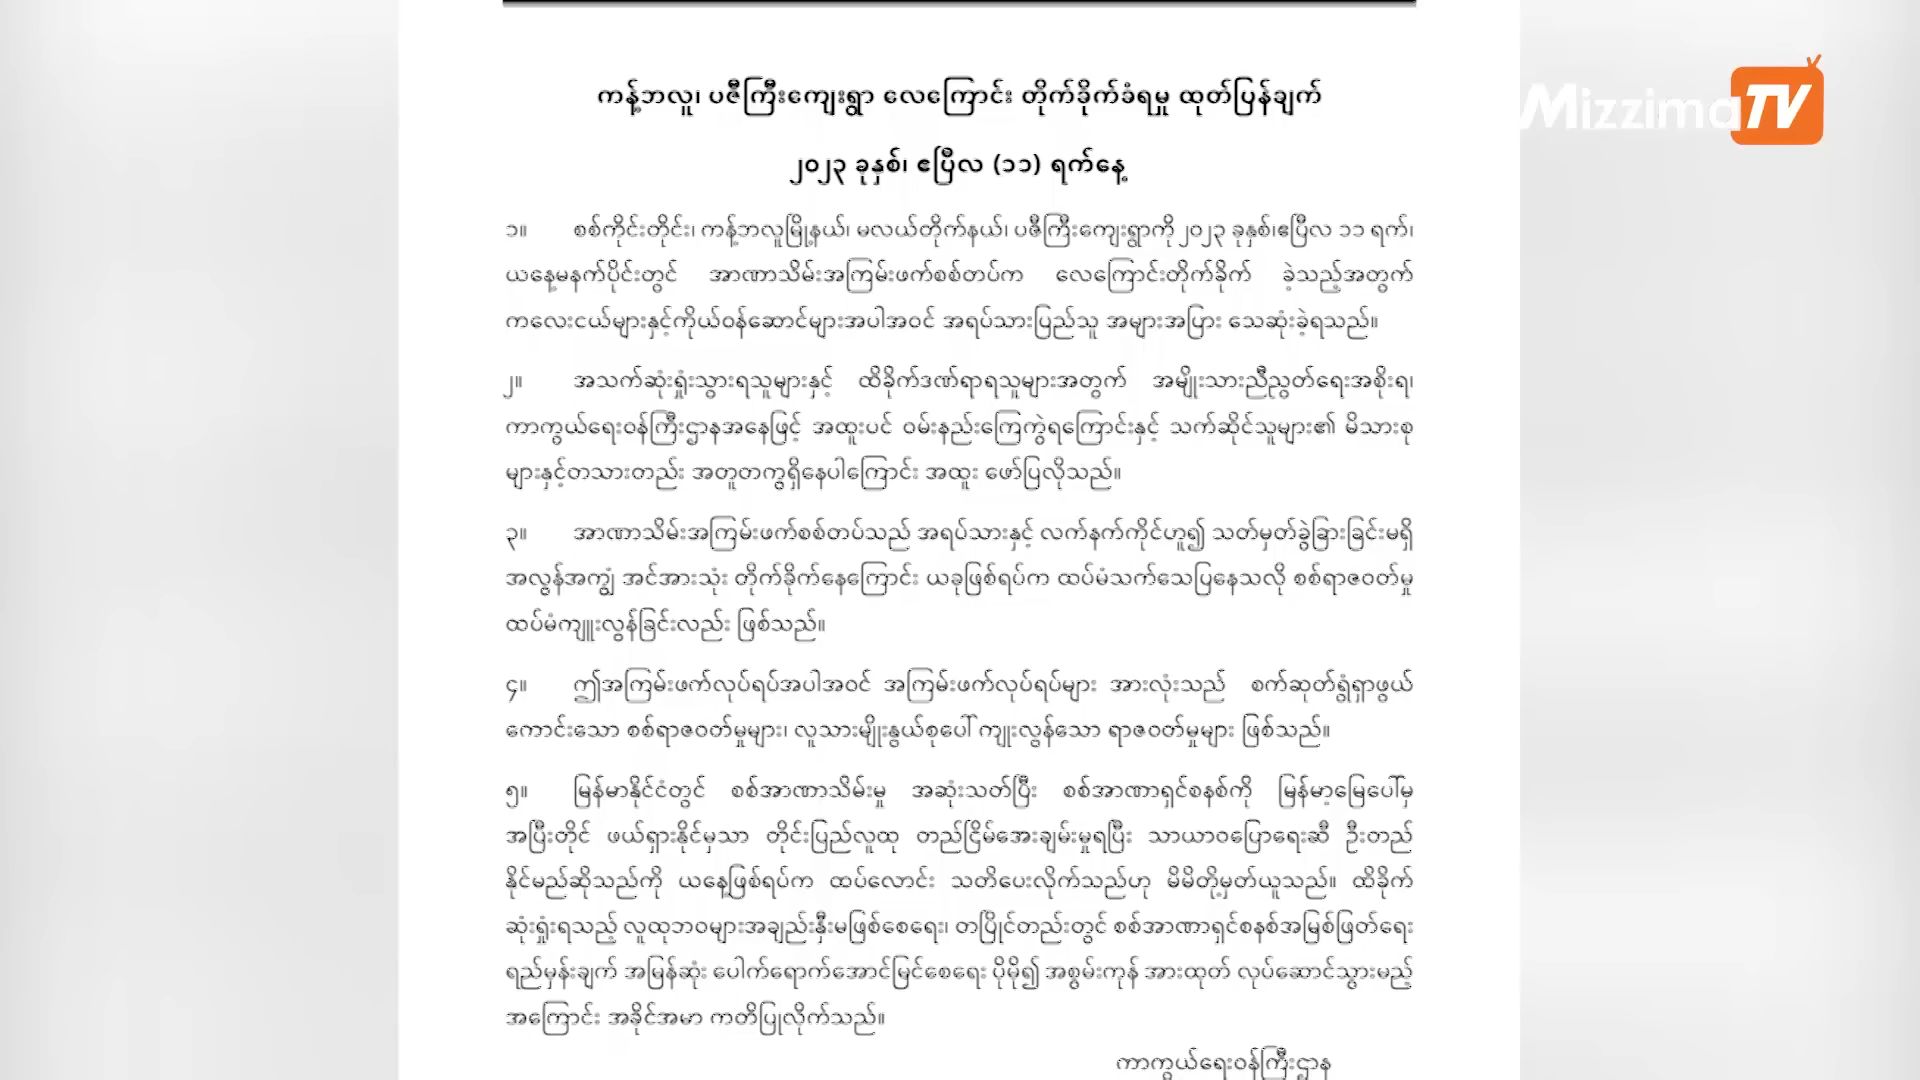 ကန့်ဘလူ၊ ပဇီကြီးကျေးရွာ လေကြောင်း တိုက်ခိုက်ခံရမှု ထုတ်ပြန်ချက်
MizzimaTV
၂၀၂၃ ခုနှစ်၊ ဧပြီလ (၁၁) ရက်နေ့
၁။ စစ်ကိုင်းတိုင်း၊ ကန့်ဘလူမြို့နယ်၊ မလယ်တိုက်နယ်၊ ပဇီကြီးကျေးရွာကို ၂၀၂၃ ခုနှစ်၊ဧပြီလ ၁၁ ရက်၊
ယနေ့မနက်ပိုင်းတွင် အာဏာသိမ်းအကြမ်းဖက်စစ်တပ်က လေကြောင်းတိုက်ခိုက် ခဲ့သည့်အတွက်
ကလေးငယ်များနှင့်ကိုယ်ဝန်ဆောင်များအပါအဝင် အရပ်သားပြည်သူ အများအပြား သေဆုံးခဲ့ရသည်။
၂။ အသက်ဆုံးရှုံးသွားရသူများနှင့် ထိခိုက်ဒဏ်ရာရသူများအတွက် အမျိုးသားညီညွတ်ရေးအစိုးရ၊
ကာကွယ်ရေးဝန်ကြီးဌာနအနေဖြင့် အထူးပင် ဝမ်းနည်းကြေကွဲရကြောင်းနှင့် သက်ဆိုင်သူများ၏ မိသားစု
များနှင့်တသားတည်း အတူတကွရှိနေပါကြောင်း အထူး ဖော်ပြလိုသည်။
၃။ အာဏာသိမ်းအကြမ်းဖက်စစ်တပ်သည် အရပ်သားနှင့် လက်နက်ကိုင်ဟူ၍ သတ်မှတ်ခွဲခြားခြင်းမရှိ
အလွန်အကျွံ အင်အားသုံး တိုက်ခိုက်နေကြောင်း ယခုဖြစ်ရပ်က ထပ်မံသက်သေပြနေသလို စစ်ရာဇဝတ်မှု
ထပ်မံကျူးလွန်ခြင်းလည်း ဖြစ်သည်။
၄။ ဤအကြမ်းဖက်လုပ်ရပ်အပါအဝင် အကြမ်းဖက်လုပ်ရပ်များ အားလုံးသည် စက်ဆုတ်ရွံရှာဖွယ်
ကောင်းသော စစ်ရာဇဝတ်မှုများ၊ လူသားမျိုးနွယ်စုပေါ် ကျုးလွန်သော ရာဇဝတ်မှုများ ဖြစ်သည်။
၅။ မြန်မာနိုင်ငံတွင် စစ်အာဏာသိမ်းမှု အဆုံးသတ်ပြီး စစ်အာဏာရှင်စနစ်ကို မြန်မာ့မြေပေါ်မှ
အပြီးတိုင် ဖယ်ရှားနိုင်မှသာ တိုင်းပြည်လူထု တည်ငြိမ်အေးချမ်းမှုရပြီး သာယာဝပြောရေးဆီ ဦးတည်
နိုင်မည်ဆိုသည်ကို ယနေ့ဖြစ်ရပ်က ထပ်လောင်း သတိပေးလိုက်သည်ဟု မိမိတို့မှတ်ယူသည်။ ထိခိုက်
ဆုံးရှုံးရသည့် လူထုဘဝများအချည်းနှီးမဖြစ်စေရေး၊ တပြိုင်တည်းတွင် စစ်အာဏာရှင်စနစ်အမြစ်ဖြတ်ရေး
ရည်မှန်းချက် အမြန်ဆုံး ပေါက်ရောက်အောင်မြင်စေရေး ပိုမို၍ အစွမ်းကုန် အားထုတ် လုပ်ဆောင်သွားမည့်
အကြောင်း အခိုင်အမာ ကတိပြုလိုက်သည်။
ကာကွယ်ရေးဝန်ကြီးဌာန